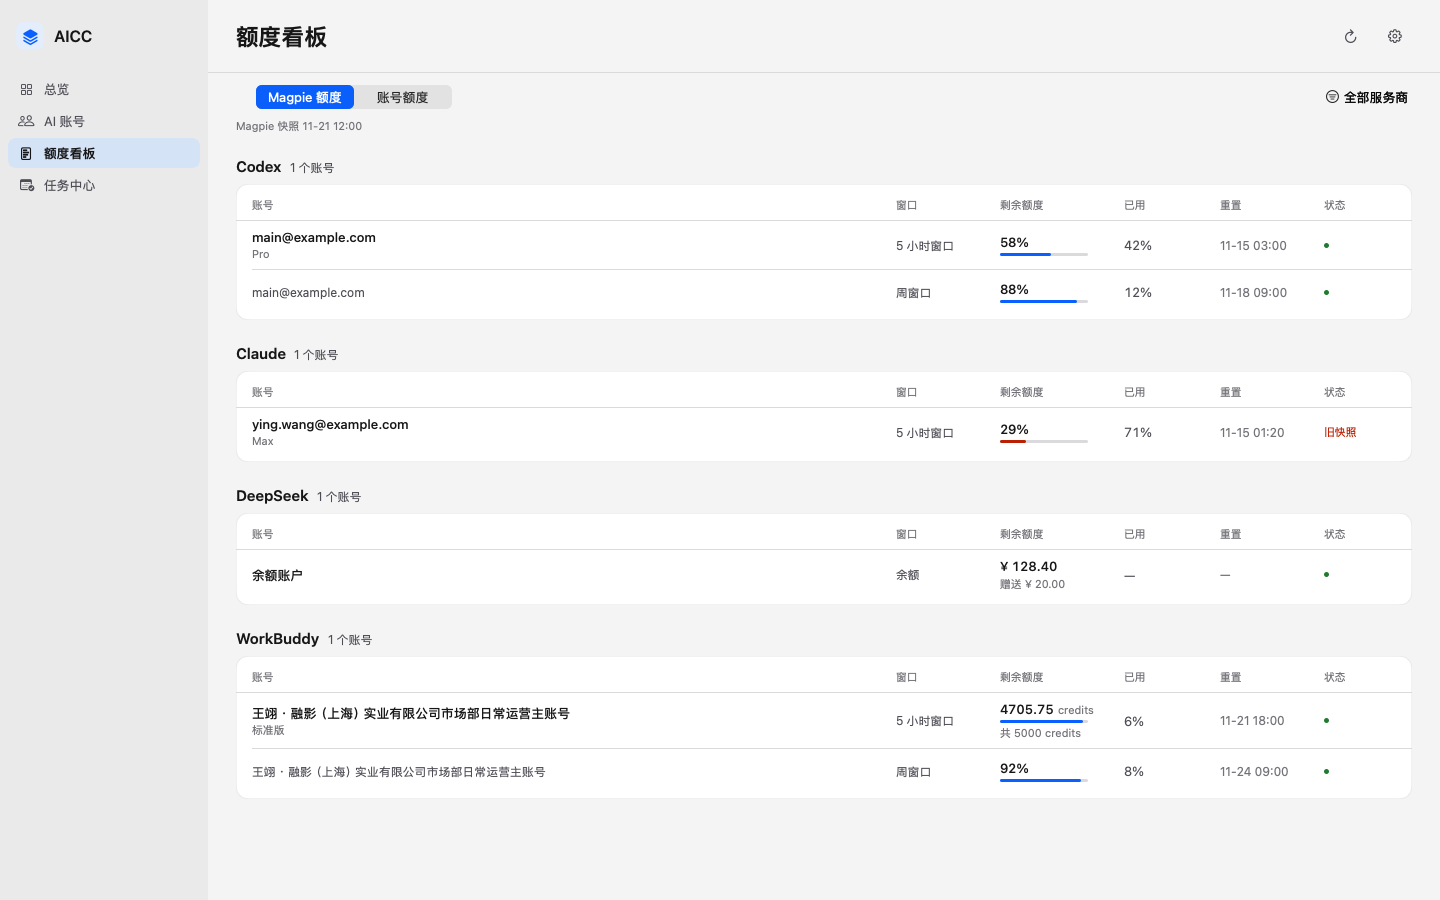 AICC
总览
AI 账号
额度看板
任务中心
额度看板
Magpie 额度 账号额度 全部服务商
Magpie 快照 11-21 12:00
Codex 1 个账号
账号 窗口 剩余额度 已用 重置 状态
main@example.com
Pro
5 小时窗口 58% 42% 11-15 03:00
main@example.com 周窗口 88% 12% 11-18 09:00
Claude 1 个账号
账号 窗口 剩余额度 已用 重置 状态
ying.wang@example.com
Max
5 小时窗口 29% 71% 11-15 01:20 旧快照
DeepSeek 1 个账号
账号 窗口 剩余额度 已用 重置 状态
余额账户 余额 ¥ 128.40 — —
赠送 ¥ 20.00
WorkBuddy 1 个账号
账号 窗口 剩余额度 已用 重置 状态
王翊 · 融影（上海）实业有限公司市场部日常运营主账号
标准版
5 小时窗口 4705.75 credits 6% 11-21 18:00
共 5000 credits
王翊 · 融影（上海）实业有限公司市场部日常运营主账号 周窗口 92% 8% 11-24 09:00